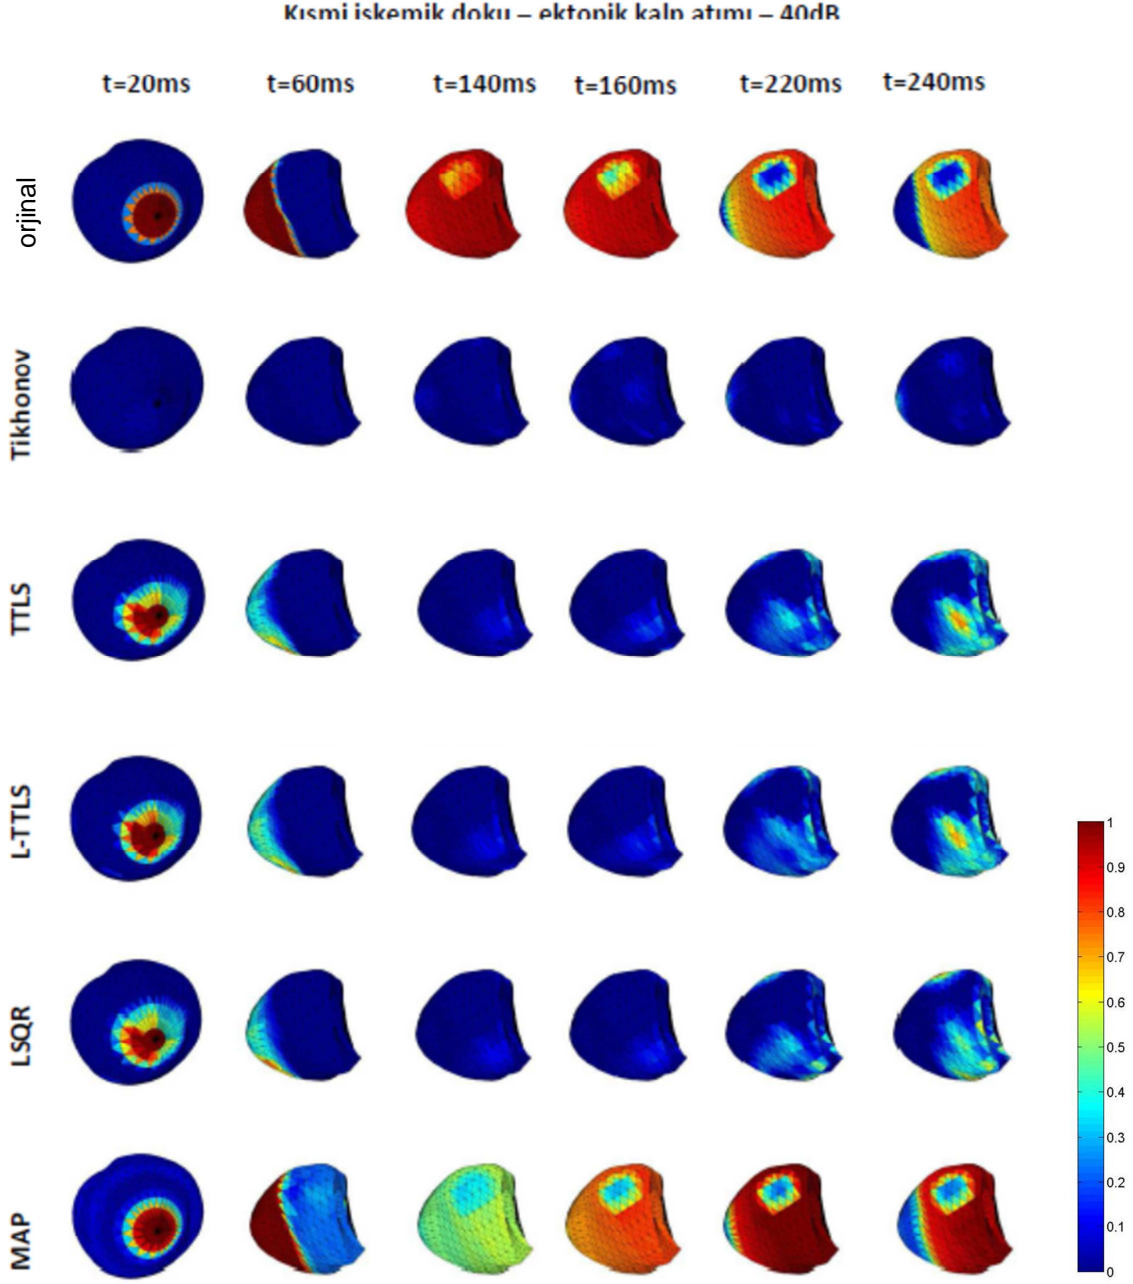 Kısmi iskemik doku – ektopik kalp atımı – 40dB
t=20ms t=60ms t=140ms t=160ms t=220ms t=240ms
orjinal
Tikhonov
TTLS
L-TTLS
LSQR
MAP
1
0.9
0.8
0.7
0.6
0.5
0.4
0.3
0.2
0.1
0